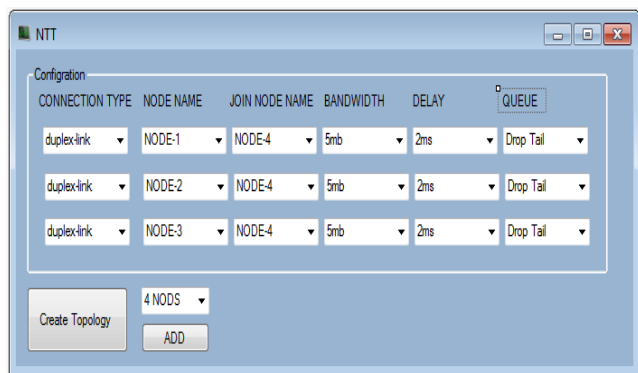 NTT
Configration
CONNECTION TYPE NODE NAME JOIN NODE NAME BANDWIDTH DELAY QUEUE
duplex-link NODE-1 NODE-4 5mb 2ms Drop Tail
duplex-link NODE-2 NODE-4 5mb 2ms Drop Tail
duplex-link NODE-3 NODE-4 5mb 2ms Drop Tail
Create Topology
4 NODS
ADD